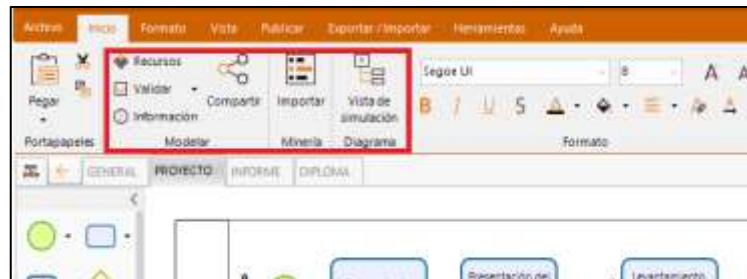 Archivo Inicio Formato Vista Publicar Exportar / Importar Herramientas Ayuda
Pegar
Portapapeles
Recursos
Validar
Información
Compartir
Modelar
Importar
Minería
Vista de
simulación
Diagrama
Segoe UI 8 A A
B I U S A
Formato
GENERAL PROYECTO INFORME DIPLOMA
Presentación del
Levantamiento